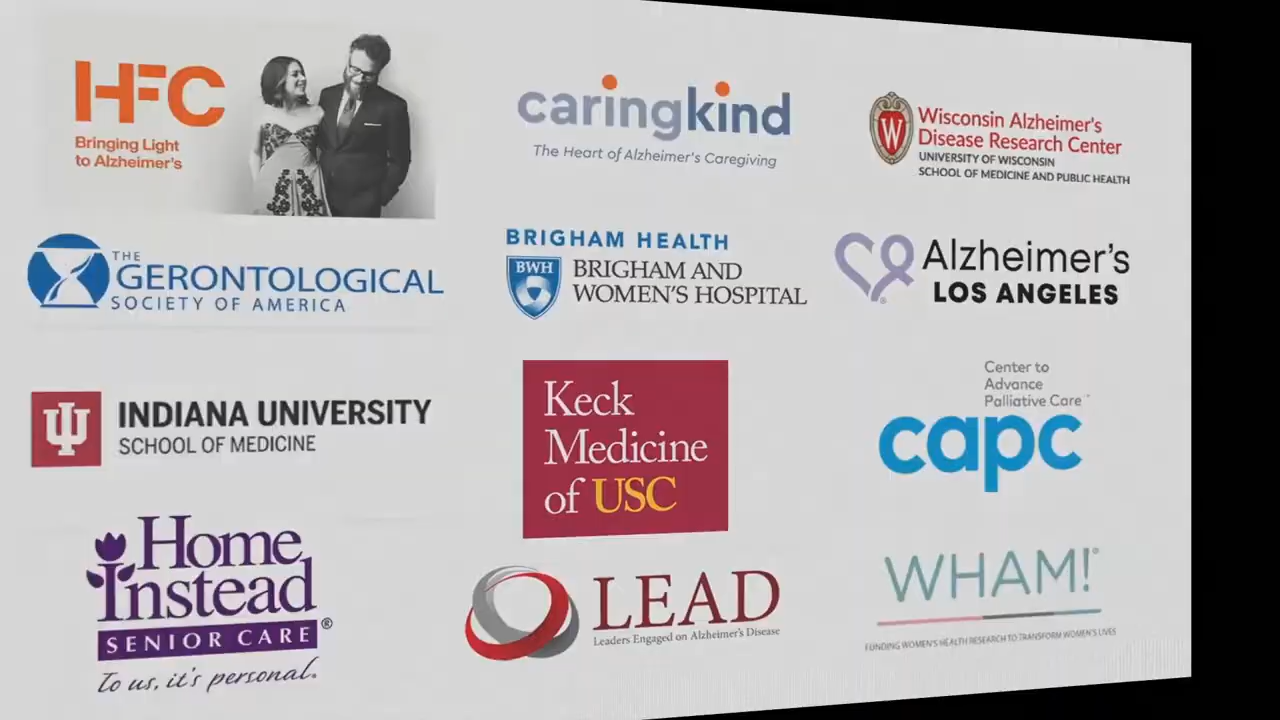 HFC
Bringing Light
to Alzheimer's
caringkind
The Heart of Alzheimer's Caregiving
W
Wisconsin Alzheimer's
Disease Research Center
UNIVERSITY OF WISCONSIN
SCHOOL OF MEDICINE AND PUBLIC HEALTH
THE
GERONTOLOGICAL
SOCIETY OF AMERICA
BRIGHAM HEALTH
BWH
BRIGHAM AND
WOMEN'S HOSPITAL
Alzheimer's
LOS ANGELES
INDIANA UNIVERSITY
SCHOOL OF MEDICINE
Keck
Medicine
of USC
Center to
Advance
Palliative Care™
capc
Home
Instead
SENIOR CARE®
To us, it's personal.
LEAD
Leaders Engaged on Alzheimer's Disease
WHAM!
FUNDING WOMEN'S HEALTH RESEARCH TO TRANSFORM WOMEN'S LIVES